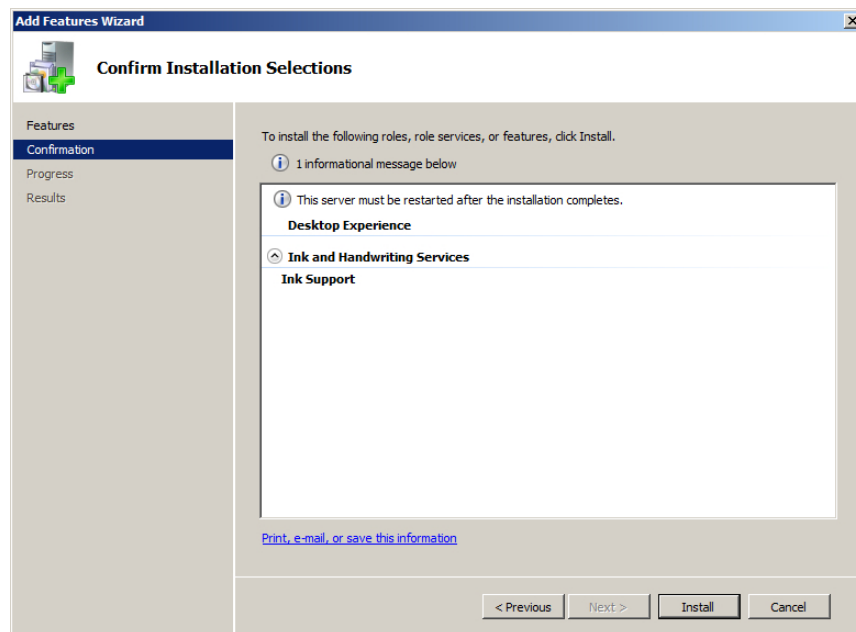 Add Features Wizard
Confirm Installation Selections
Features
Confirmation
Progress
Results
To install the following roles, role services, or features, click Install.
1 informational message below
This server must be restarted after the installation completes.
Desktop Experience
Ink and Handwriting Services
Ink Support
Print, e-mail, or save this information
< Previous
Next >
Install
Cancel